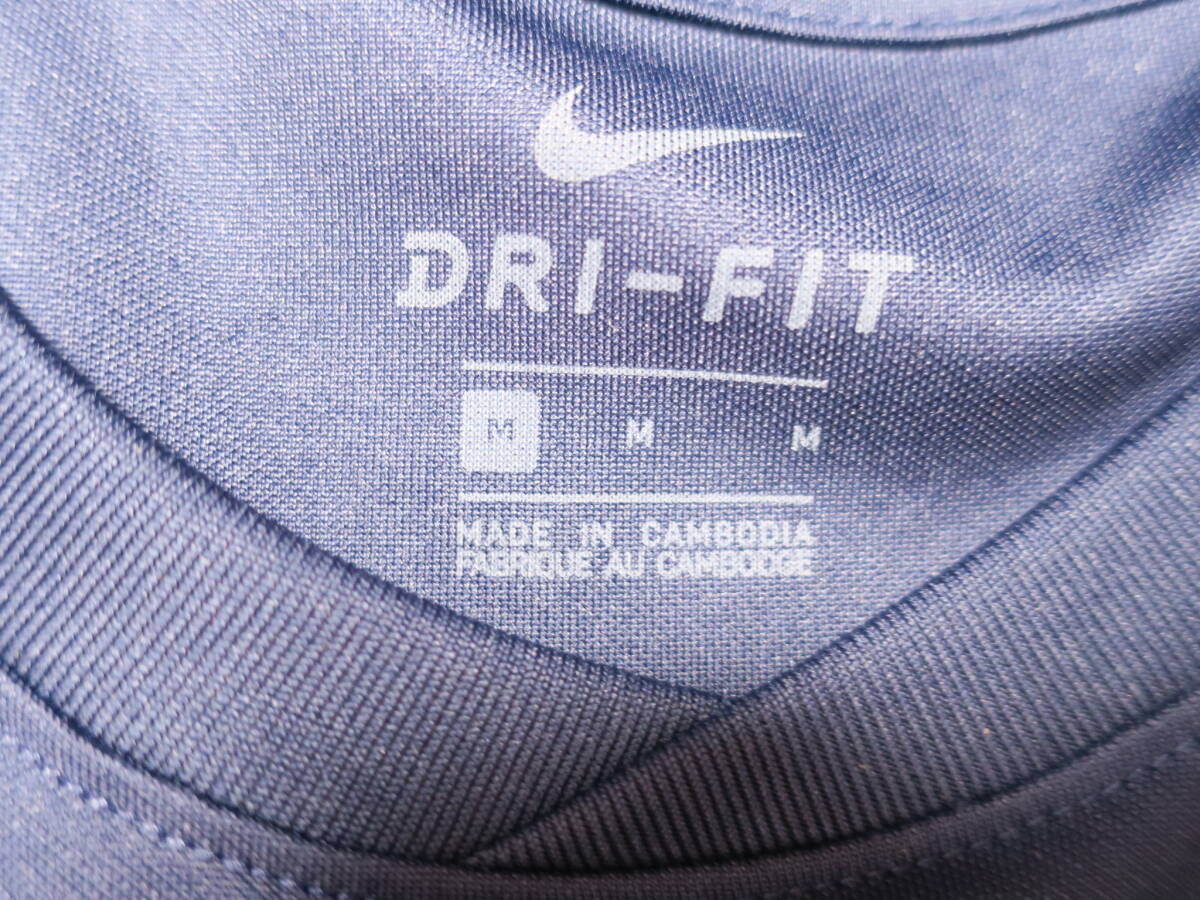 DRI-FIT
M M M
MADE IN CAMBODIA
FABRIQUE AU CAMBODGE